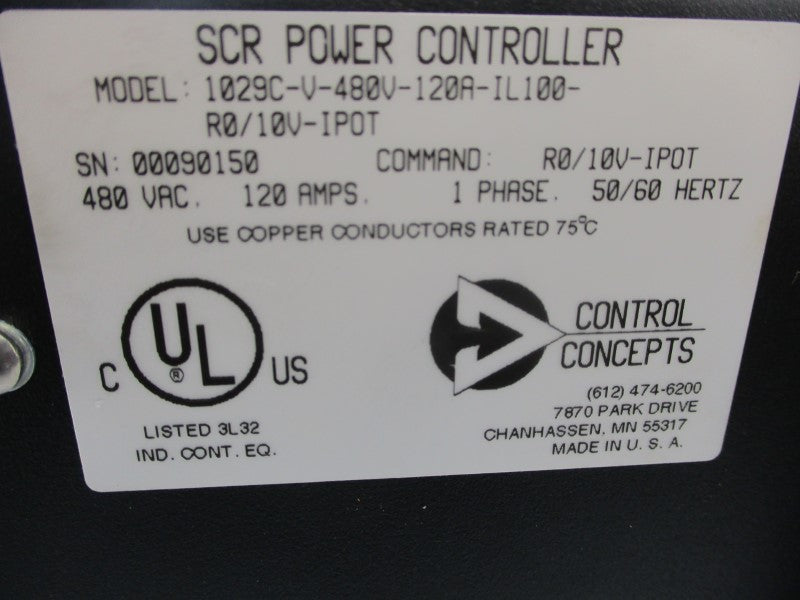 SCR POWER CONTROLLER
MODEL: 1029C-V-480V-120A-IL100-
R0/10V-IPOT
SN: 00090150 COMMAND: R0/10V-IPOT
480 VAC. 120 AMPS. 1 PHASE. 50/60 HERTZ
USE COPPER CONDUCTORS RATED 75°C
C UL® US
LISTED 3L32
IND. CONT. EQ.
CONTROL
CONCEPTS
(612) 474-6200
7870 PARK DRIVE
CHANHASSEN, MN 55317
MADE IN U. S. A.